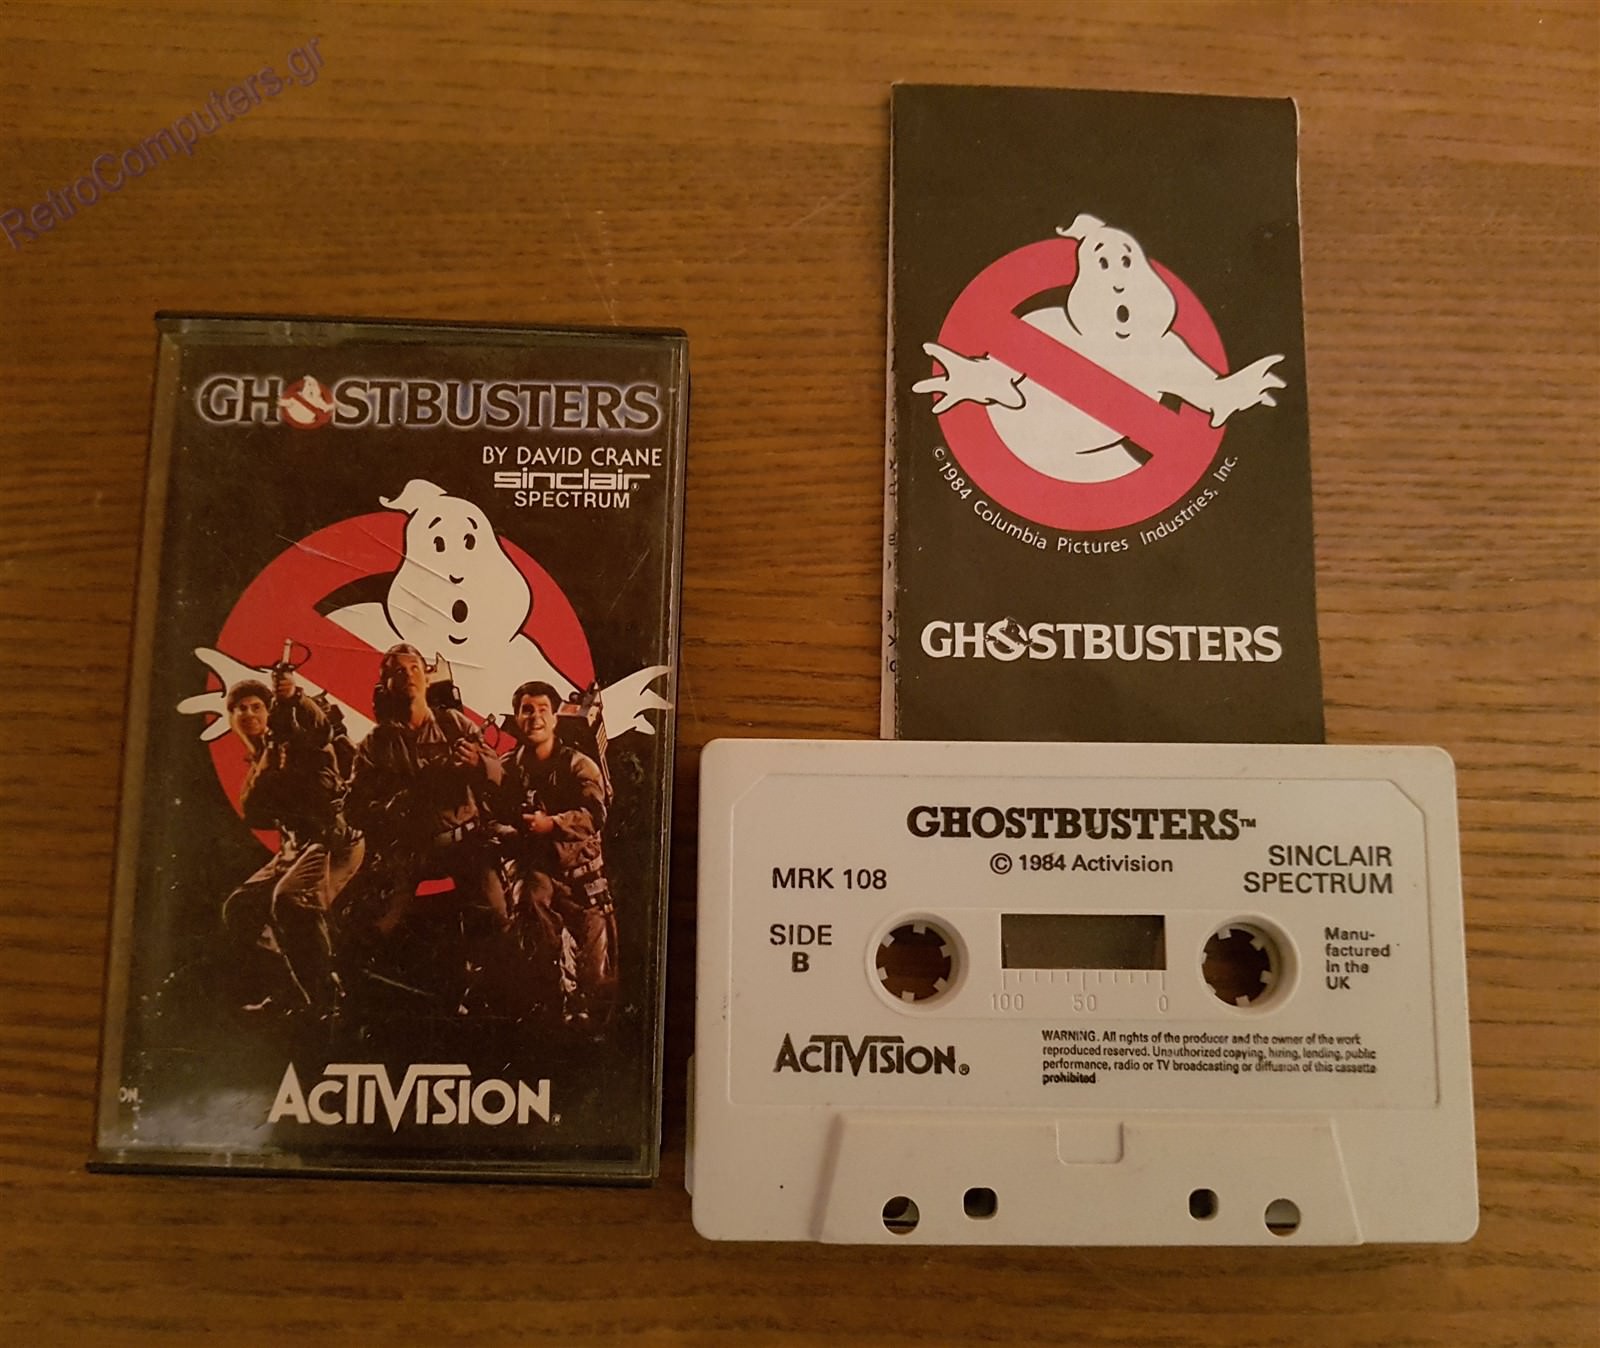 RetroComputers.gr
GHOSTBUSTERS
BY DAVID CRANE
sinclair®
SPECTRUM
ACTIVISION®
ON.
© 1984 Columbia Pictures Industries, Inc.
GHOSTBUSTERS
GHOSTBUSTERS™
© 1984 Activision
MRK 108
SINCLAIR
SPECTRUM
SIDE
B
Manu-
factured
In the
UK
100 50 0
ACTIVISION®
WARNING. All rights of the producer and the owner of the work
reproduced reserved. Unauthorized copying, hiring, lending, public
performance, radio or TV broadcasting or diffusion of this cassette
prohibited